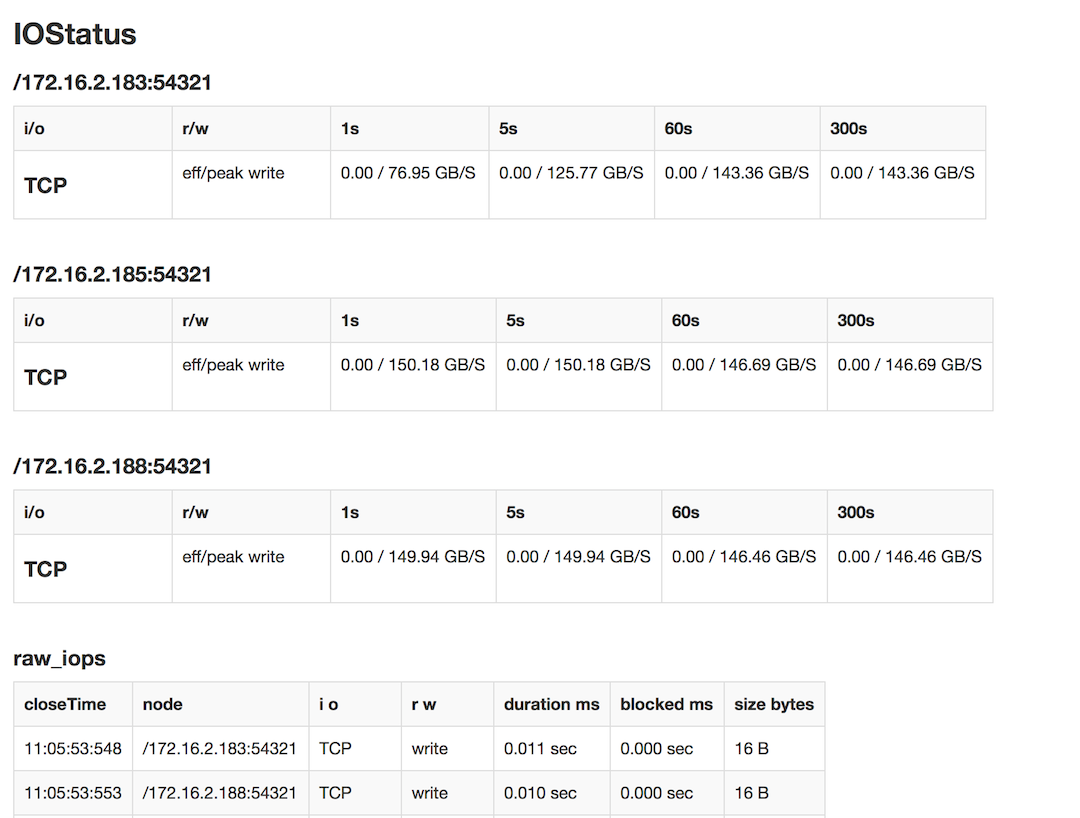 IOStatus
/172.16.2.183:54321
i/o r/w 1s 5s 60s 300s
TCP eff/peak write 0.00 / 76.95 GB/S 0.00 / 125.77 GB/S 0.00 / 143.36 GB/S 0.00 / 143.36 GB/S
/172.16.2.185:54321
i/o r/w 1s 5s 60s 300s
TCP eff/peak write 0.00 / 150.18 GB/S 0.00 / 150.18 GB/S 0.00 / 146.69 GB/S 0.00 / 146.69 GB/S
/172.16.2.188:54321
i/o r/w 1s 5s 60s 300s
TCP eff/peak write 0.00 / 149.94 GB/S 0.00 / 149.94 GB/S 0.00 / 146.46 GB/S 0.00 / 146.46 GB/S
raw_iops
closeTime node i o r w duration ms blocked ms size bytes
11:05:53:548 /172.16.2.183:54321 TCP write 0.011 sec 0.000 sec 16 B
11:05:53:553 /172.16.2.188:54321 TCP write 0.010 sec 0.000 sec 16 B